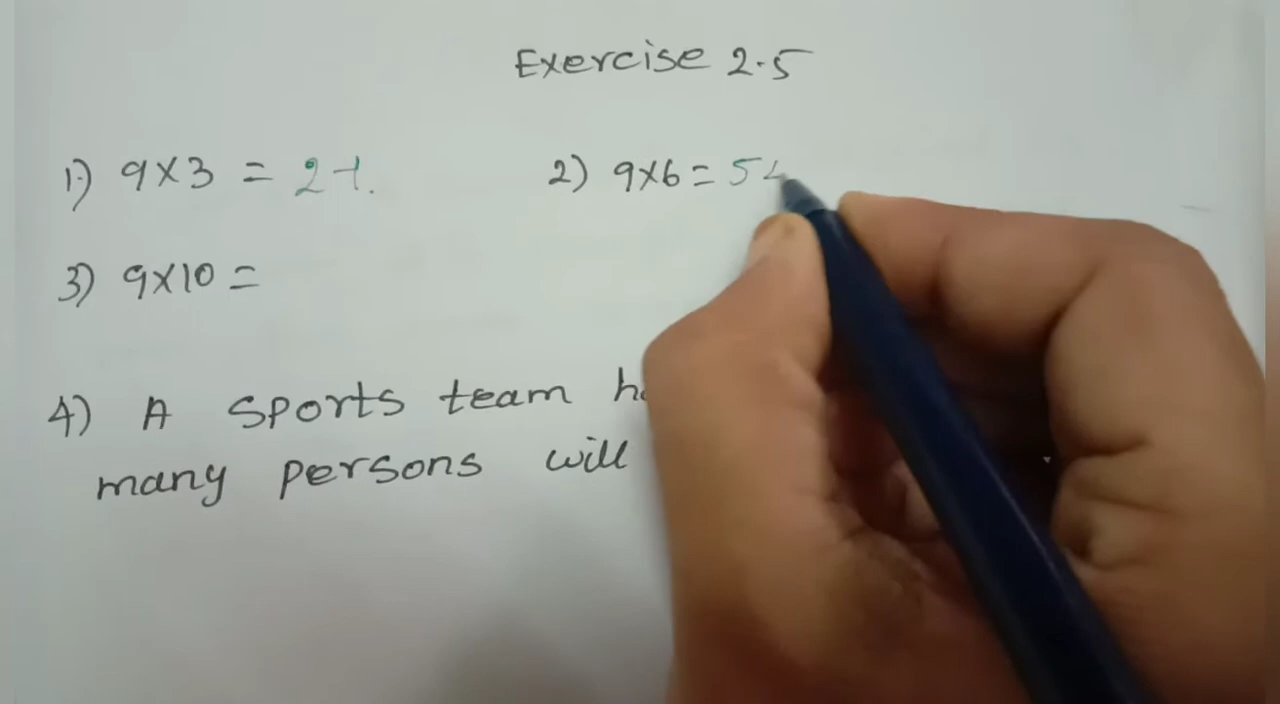 Exercise 2.5
1) 9×3 = 27. 2) 9×6 = 54
3) 9×10 =
4) A sports team
many persons will